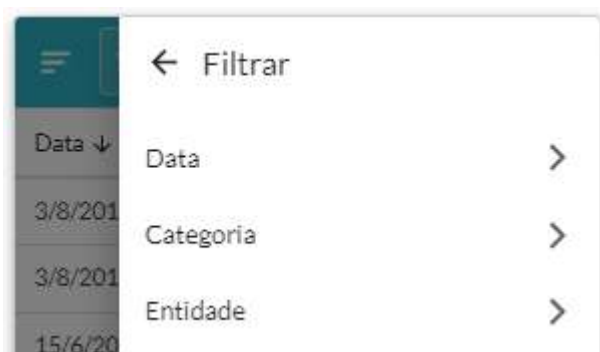 Filtrar
Data ↓
Data
3/8/201
Categoria
3/8/201
Entidade
15/6/20